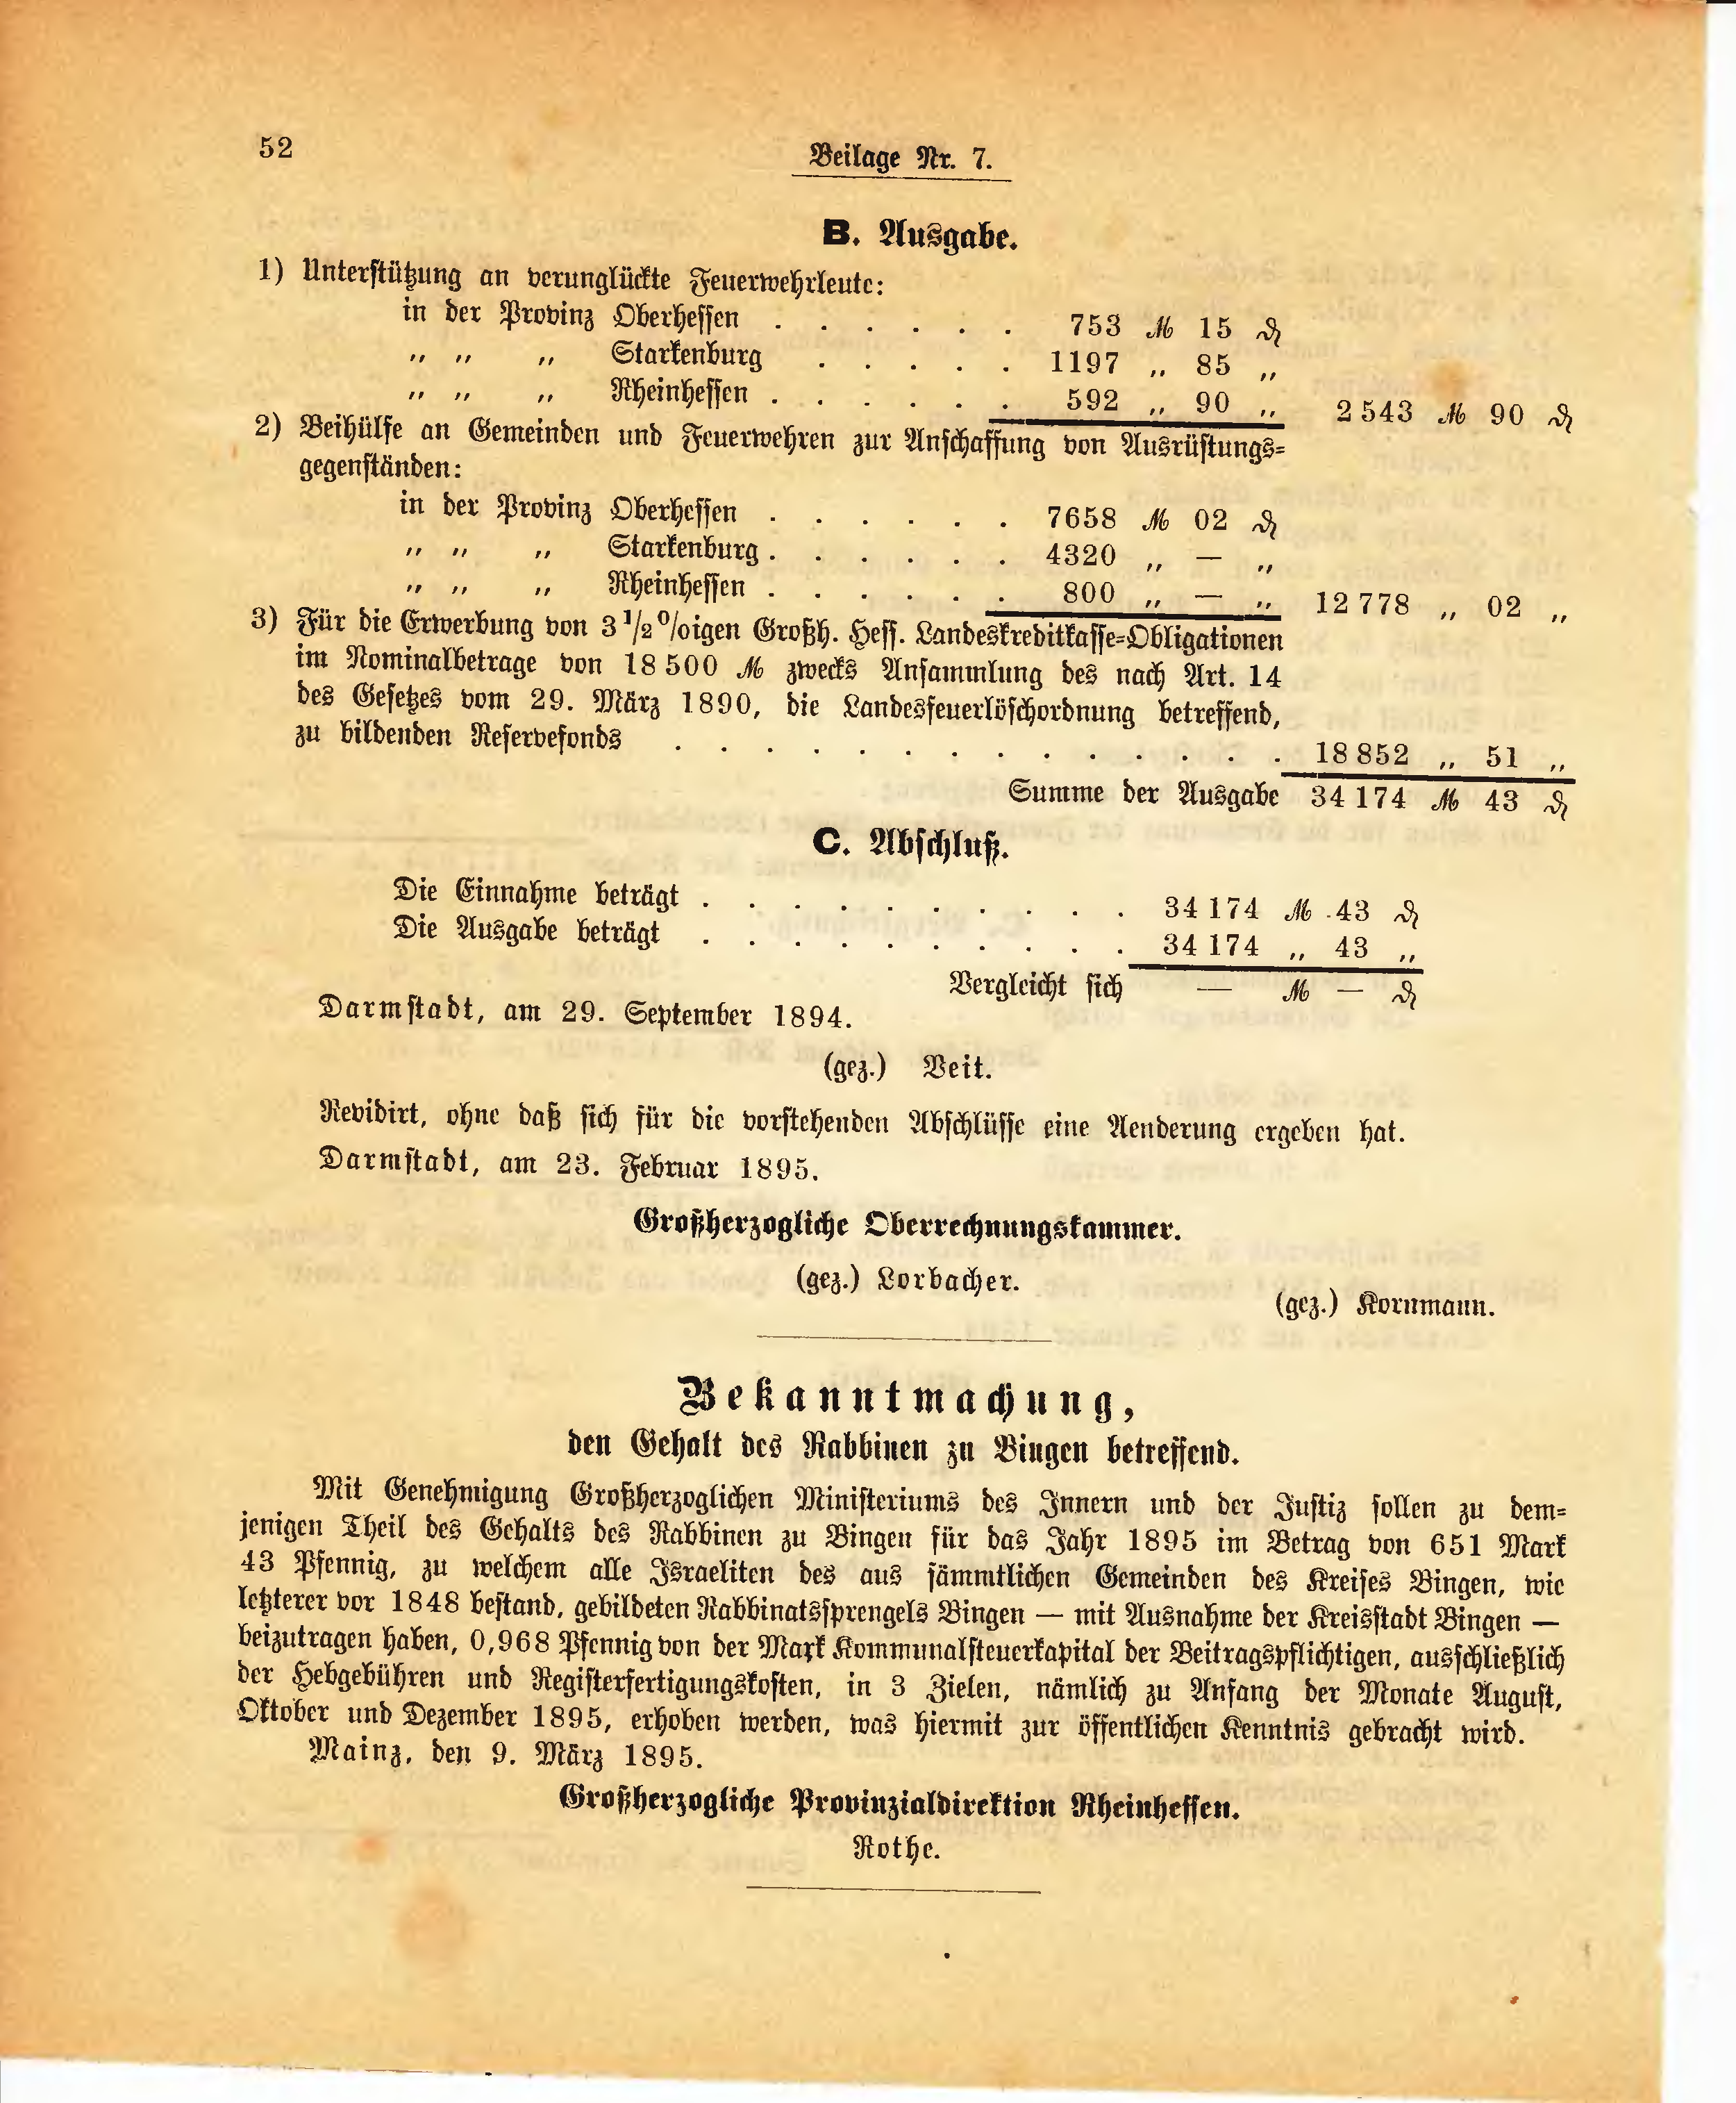 52
Beilage Nr. 7.
B. Ausgabe.
1) Unterstützung an verunglückte Feuerwehrleute:
in der Provinz Oberhessen . . . . . . 753 ℳ 15 ₰
„ „ „ Starkenburg . . . . . 1197 „ 85 „
„ „ „ Rheinhessen . . . . . . 592 „ 90 „ 2 543 ℳ 90 ₰
2) Beihülfe an Gemeinden und Feuerwehren zur Anschaffung von Ausrüstungs-
gegenständen:
in der Provinz Oberhessen . . . . . . 7658 ℳ 02 ₰
„ „ „ Starkenburg . . . . . . 4320 „ — „
„ „ „ Rheinhessen . . . . . . 800 „ — „ 12 778 „ 02 „
3) Für die Erwerbung von 3 1/2 %igen Großh. Hess. Landeskreditkasse-Obligationen
im Nominalbetrage von 18 500 ℳ zwecks Ansammlung des nach Art. 14
des Gesetzes vom 29. März 1890, die Landesfeuerlöschordnung betreffend,
zu bildenden Reservefonds . . . . . . . . . . . . . . 18 852 „ 51 „
Summe der Ausgabe 34 174 ℳ 43 ₰
C. Abschluß.
Die Einnahme beträgt . . . . . . . . . . 34 174 ℳ 43 ₰
Die Ausgabe beträgt . . . . . . . . . . 34 174 „ 43 „
Vergleicht sich — ℳ — ₰
Darmstadt, am 29. September 1894.
(gez.) Veit.
Revidirt, ohne daß sich für die vorstehenden Abschlüsse eine Aenderung ergeben hat.
Darmstadt, am 23. Februar 1895.
Großherzogliche Oberrechnungskammer.
(gez.) Lorbacher.
(gez.) Kornmann.
Bekanntmachung,
den Gehalt des Rabbinen zu Bingen betreffend.
Mit Genehmigung Großherzoglichen Ministeriums des Innern und der Justiz sollen zu dem-
jenigen Theil des Gehalts des Rabbinen zu Bingen für das Jahr 1895 im Betrag von 651 Mark
43 Pfennig, zu welchem alle Israeliten des aus sämmtlichen Gemeinden des Kreises Bingen, wie
letzterer vor 1848 bestand, gebildeten Rabbinatssprengels Bingen — mit Ausnahme der Kreisstadt Bingen —
beizutragen haben, 0,968 Pfennig von der Mark Kommunalsteuerkapital der Beitragspflichtigen, ausschließlich
der Hebgebühren und Registerfertigungskosten, in 3 Zielen, nämlich zu Anfang der Monate August,
Oktober und Dezember 1895, erhoben werden, was hiermit zur öffentlichen Kenntnis gebracht wird.
Mainz, den 9. März 1895.
Großherzogliche Provinzialdirektion Rheinhessen.
Rothe.